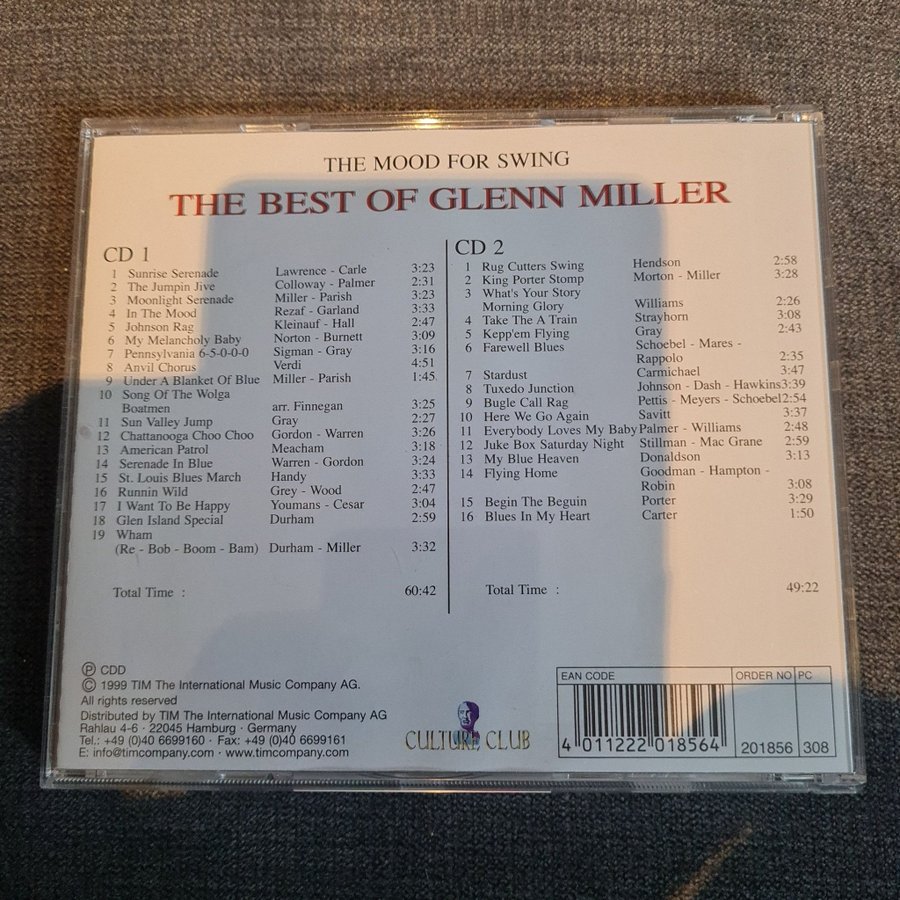 THE MOOD FOR SWING
THE BEST OF GLENN MILLER
CD 1
1 Sunrise Serenade Lawrence - Carle 3:23
2 The Jumpin Jive Colloway - Palmer 2:31
3 Moonlight Serenade Miller - Parish 3:23
4 In The Mood Rezaf - Garland 3:33
5 Johnson Rag Kleinauf - Hall 2:47
6 My Melancholy Baby Norton - Burnett 3:09
7 Pennsylvania 6-5-0-0-0 Sigman - Gray 3:16
8 Anvil Chorus Verdi 4:51
9 Under A Blanket Of Blue Miller - Parish 1:45
10 Song Of The Wolga
Boatmen arr. Finnegan 3:25
11 Sun Valley Jump Gray 2:27
12 Chattanooga Choo Choo Gordon - Warren 3:26
13 American Patrol Meacham 3:18
14 Serenade In Blue Warren - Gordon 3:24
15 St. Louis Blues March Handy 3:33
16 Runnin Wild Grey - Wood 2:47
17 I Want To Be Happy Youmans - Cesar 3:04
18 Glen Island Special Durham 2:59
19 Wham
(Re - Bob - Boom - Bam) Durham - Miller 3:32
Total Time : 60:42
CD 2
1 Rug Cutters Swing Hendson 2:58
2 King Porter Stomp Morton - Miller 3:28
3 What's Your Story
Morning Glory Williams 2:26
4 Take The A Train Strayhorn 3:08
5 Kepp'em Flying Gray 2:43
6 Farewell Blues Schoebel - Mares -
Rappolo 2:35
7 Stardust Carmichael 3:47
8 Tuxedo Junction Johnson - Dash - Hawkins 3:39
9 Bugle Call Rag Pettis - Meyers - Schoebel 2:54
10 Here We Go Again Savitt 3:37
11 Everybody Loves My Baby Palmer - Williams 2:48
12 Juke Box Saturday Night Stillman - Mac Grane 2:59
13 My Blue Heaven Donaldson 3:13
14 Flying Home Goodman - Hampton -
Robin 3:08
15 Begin The Beguin Porter 3:29
16 Blues In My Heart Carter 1:50
Total Time : 49:22
Ⓟ CDD
© 1999 TIM The International Music Company AG.
All rights reserved
Distributed by TIM The International Music Company AG
Rahlau 4-6 · 22045 Hamburg · Germany
Tel.: +49 (0)40 6699160 · Fax: +49 (0)40 66699161
E: info@timcompany.com · www.timcompany.com
CULTURE CLUB
EAN CODE
4 011222 018564
ORDER NO PC
201856 308